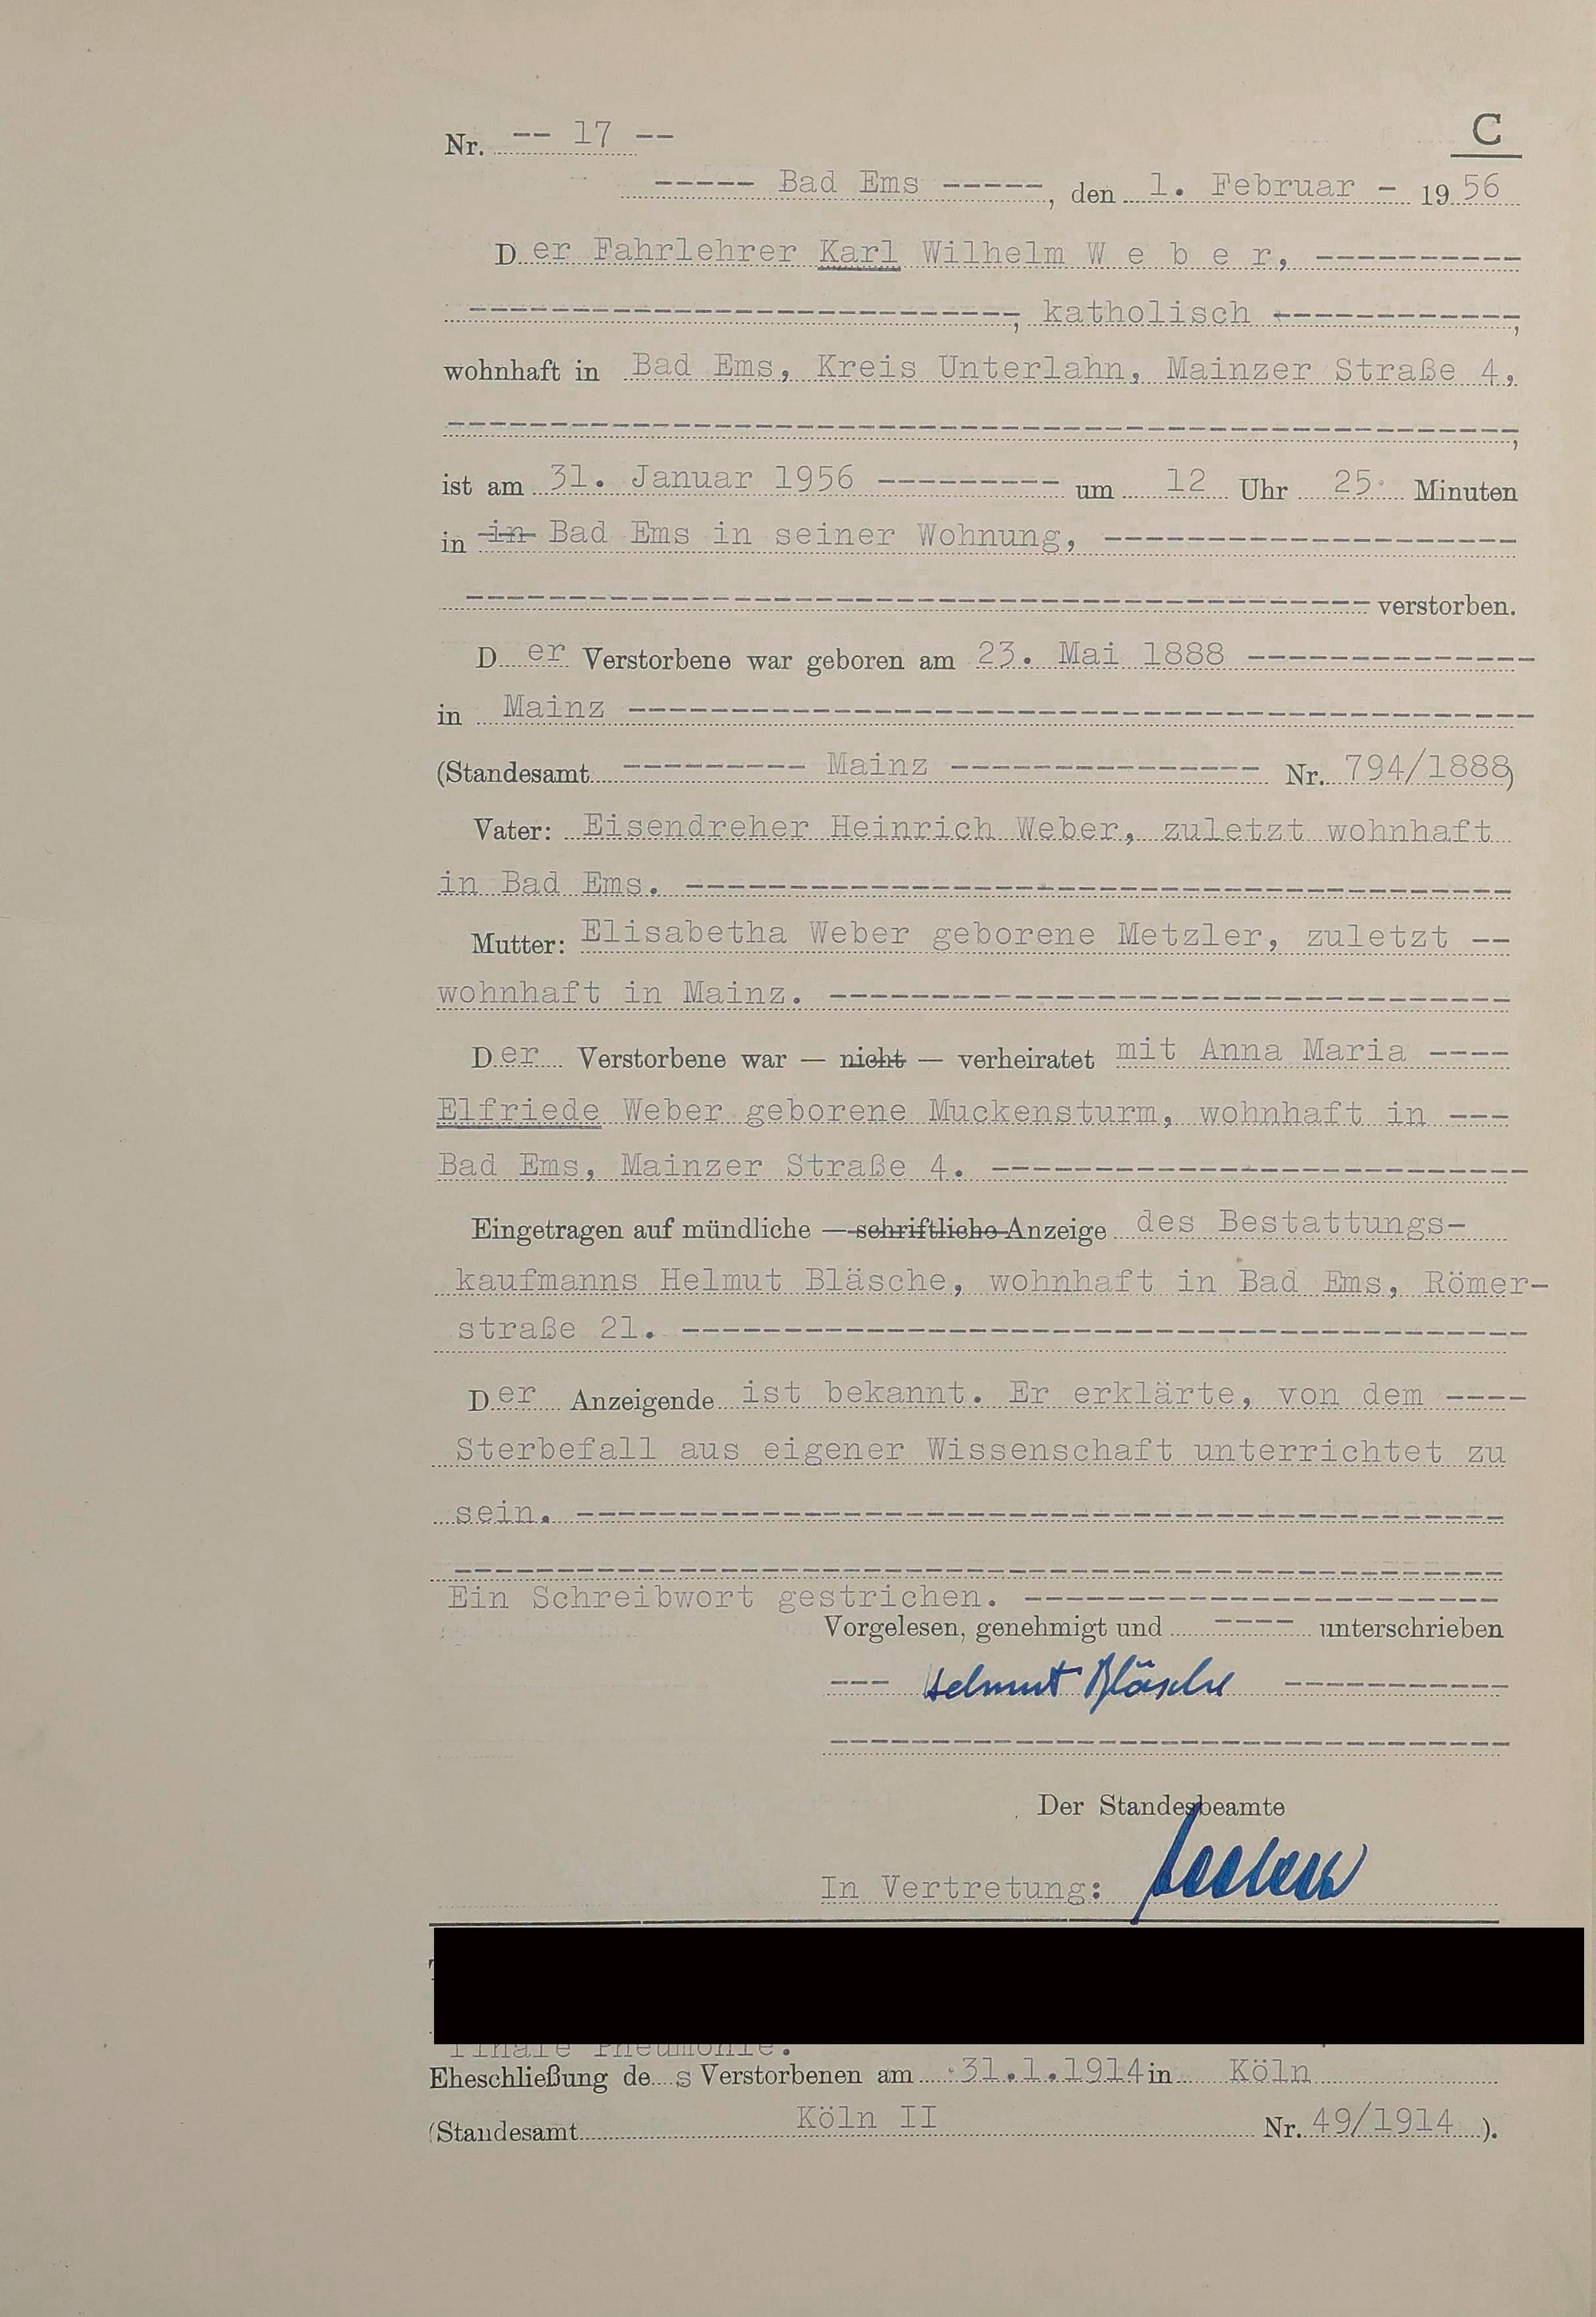 Nr. -- 17 --
C
----- Bad Ems -----, den 1. Februar - 1956
Der Fahrlehrer Karl Wilhelm W e b e r, ----------
---------------------------, katholisch ------------,
wohnhaft in Bad Ems, Kreis Unterlahn, Mainzer Straße 4,
----------------------------------------------------,
ist am 31. Januar 1956 --------- um 12 Uhr 25 Minuten
in in Bad Ems in seiner Wohnung, --------------------
-------------------------------------------- verstorben.
Der Verstorbene war geboren am 23. Mai 1888 --------------
in Mainz --------------------------------------------
(Standesamt --------- Mainz --------------- Nr. 794/1888)
Vater: Eisendreher Heinrich Weber, zuletzt wohnhaft
in Bad Ems. ----------------------------------------
Mutter: Elisabetha Weber geborene Metzler, zuletzt --
wohnhaft in Mainz. ---------------------------------
Der Verstorbene war — nicht — verheiratet mit Anna Maria ----
Elfriede Weber geborene Muckensturm, wohnhaft in ---
Bad Ems, Mainzer Straße 4. --------------------------
Eingetragen auf mündliche — schriftliche Anzeige des Bestattungs-
kaufmanns Helmut Bläsche, wohnhaft in Bad Ems, Römer-
straße 21. -----------------------------------------
Der Anzeigende ist bekannt. Er erklärte, von dem ----
Sterbefall aus eigener Wissenschaft unterrichtet zu
sein. ---------------------------------------------
---------------------------------------------------
Ein Schreibwort gestrichen. -----------------------
Vorgelesen, genehmigt und ---- unterschrieben
--- Helmut Bläsche -----------
---------------------------------
Der Standesbeamte
In Vertretung:
Pneumonie.
Eheschließung des Verstorbenen am 31.1.1914 in Köln
(Standesamt Köln II Nr. 49/1914 ).